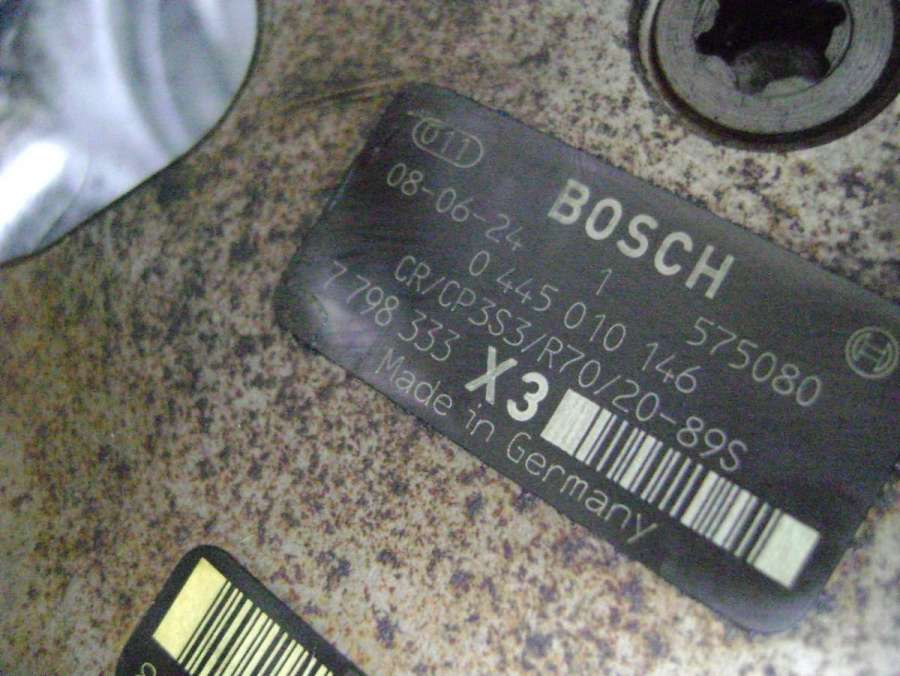 011
BOSCH
08-06-24 1 575080
0 445 010 146
CR/CP3S3/R70/20-89S
7 798 333 X3
Made in Germany